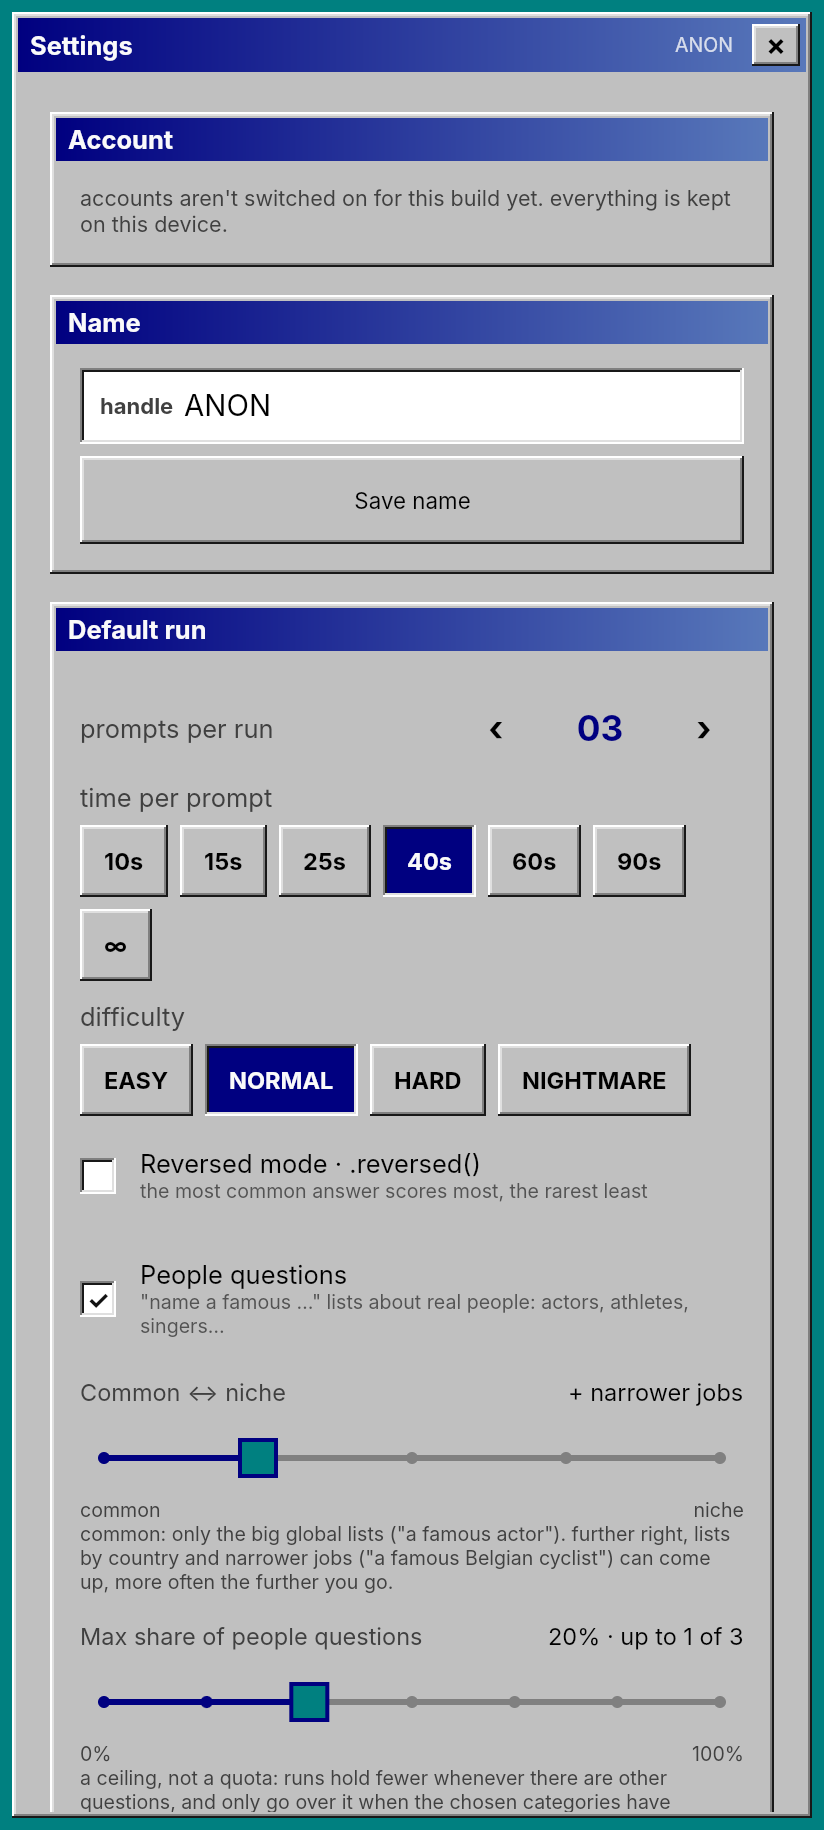 Settings
ANON
×
Account
accounts aren't switched on for this build yet. everything is kept
on this device.
Name
handle ANON
Save name
Default run
prompts per run ‹ 03 ›
time per prompt
10s 15s 25s 40s 60s 90s
∞
difficulty
EASY NORMAL HARD NIGHTMARE
Reversed mode · .reversed()
the most common answer scores most, the rarest least
People questions
"name a famous ..." lists about real people: actors, athletes,
singers...
Common ↔ niche + narrower jobs
common niche
common: only the big global lists ("a famous actor"). further right, lists
by country and narrower jobs ("a famous Belgian cyclist") can come
up, more often the further you go.
Max share of people questions 20% · up to 1 of 3
0% 100%
a ceiling, not a quota: runs hold fewer whenever there are other
questions, and only go over it when the chosen categories have